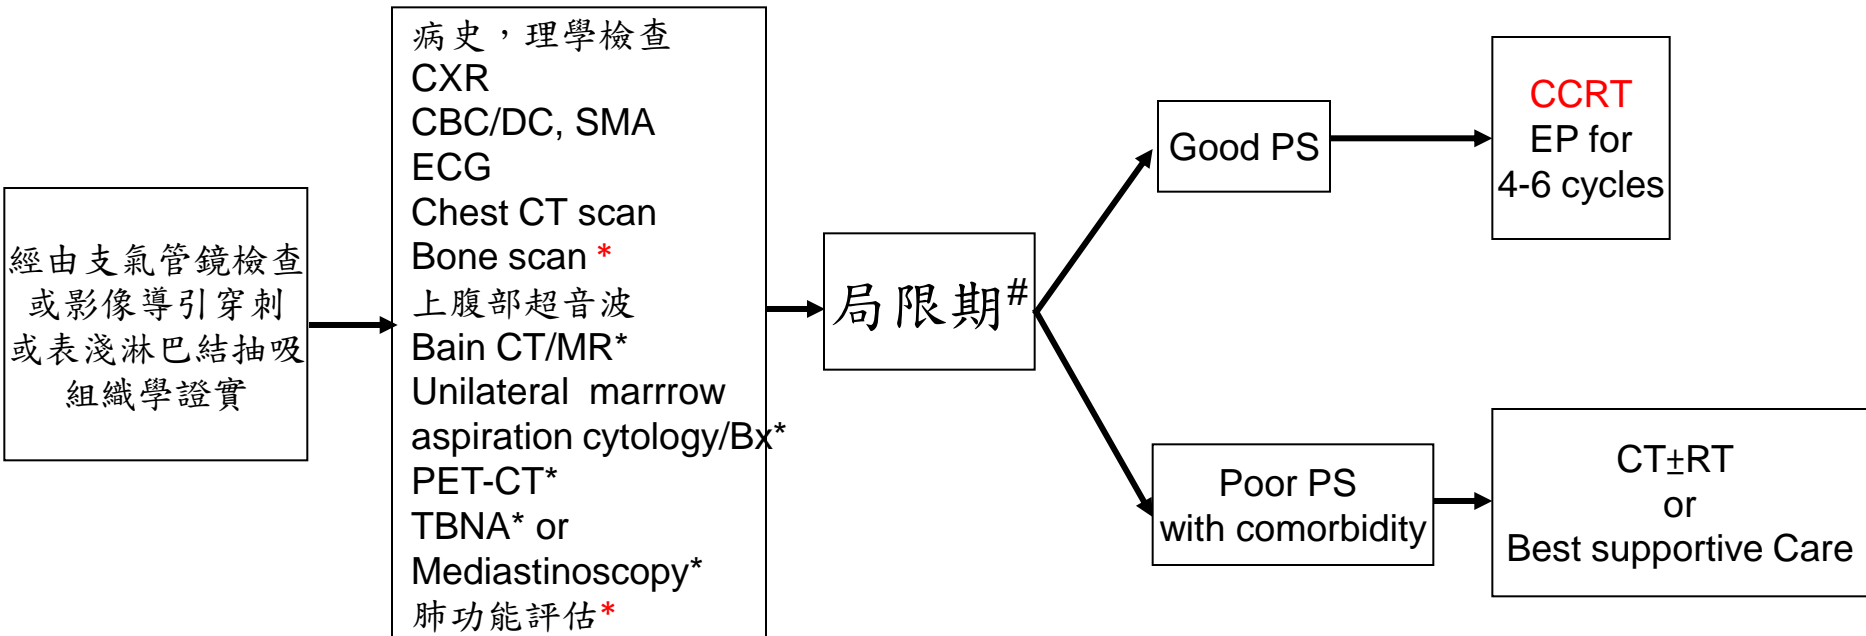 經由支氣管鏡檢查
或影像導引穿刺
或表淺淋巴結抽吸
組織學證實
病史，理學檢查
CXR
CBC/DC, SMA
ECG
Chest CT scan
Bone scan *
上腹部超音波
Bain CT/MR*
Unilateral marrrow
aspiration cytology/Bx*
PET-CT*
TBNA* or
Mediastinoscopy*
肺功能評估*
局限期#
Good PS
CCRT
EP for
4-6 cycles
Poor PS
with comorbidity
CT±RT
or
Best supportive Care